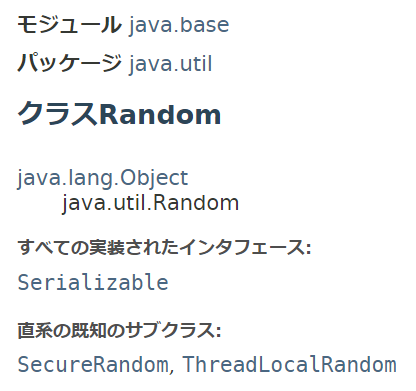 モジュール java.base
パッケージ java.util
クラスRandom
java.lang.Object
java.util.Random
すべての実装されたインタフェース:
Serializable
直系の既知のサブクラス:
SecureRandom, ThreadLocalRandom